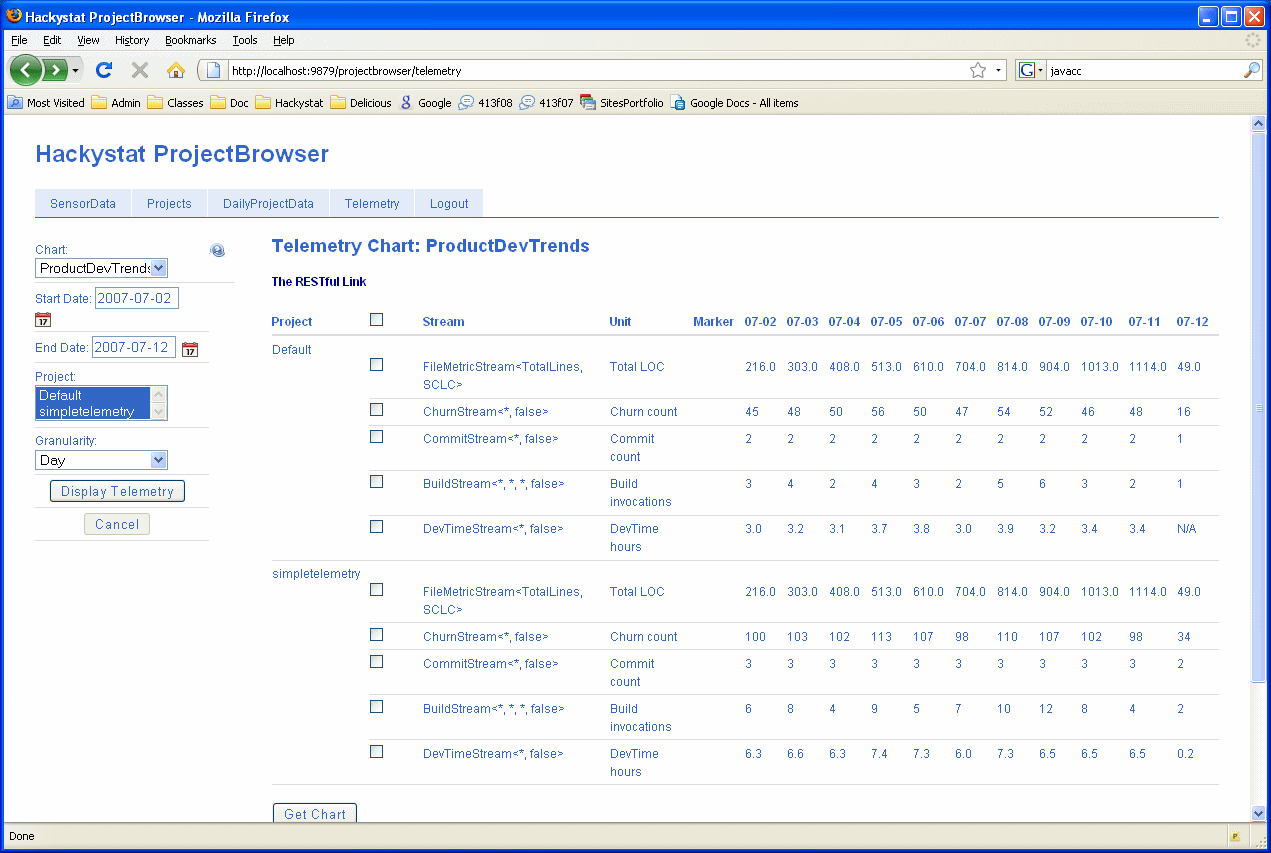 Hackystat ProjectBrowser - Mozilla Firefox
File Edit View History Bookmarks Tools Help
http://localhost:9879/projectbrowser/telemetry
G javacc
Most Visited Admin Classes Doc Hackystat Delicious Google 413f08 413f07 SitesPortfolio Google Docs - All items
Hackystat ProjectBrowser
SensorData Projects DailyProjectData Telemetry Logout
Chart:
ProductDevTrends
Start Date: 2007-07-02
17
End Date: 2007-07-12 17
Project:
Default
simpletelemetry
Granularity:
Day
Display Telemetry
Cancel
Telemetry Chart: ProductDevTrends
The RESTful Link
Project Stream Unit Marker 07-02 07-03 07-04 07-05 07-06 07-07 07-08 07-09 07-10 07-11 07-12
Default
FileMetricStream<TotalLines, Total LOC 216.0 303.0 408.0 513.0 610.0 704.0 814.0 904.0 1013.0 1114.0 49.0
SCLC>
ChurnStream<*, false> Churn count 45 48 50 56 50 47 54 52 46 48 16
CommitStream<*, false> Commit 2 2 2 2 2 2 2 2 2 2 1
count
BuildStream<*, *, *, false> Build 3 4 2 4 3 2 5 6 3 2 1
invocations
DevTimeStream<*, false> DevTime 3.0 3.2 3.1 3.7 3.8 3.0 3.9 3.2 3.4 3.4 N/A
hours
simpletelemetry
FileMetricStream<TotalLines, Total LOC 216.0 303.0 408.0 513.0 610.0 704.0 814.0 904.0 1013.0 1114.0 49.0
SCLC>
ChurnStream<*, false> Churn count 100 103 102 113 107 98 110 107 102 98 34
CommitStream<*, false> Commit 3 3 3 3 3 3 3 3 3 3 2
count
BuildStream<*, *, *, false> Build 6 8 4 9 5 7 10 12 8 4 2
invocations
DevTimeStream<*, false> DevTime 6.3 6.6 6.3 7.4 7.3 6.0 7.3 6.5 6.5 6.5 0.2
hours
Get Chart
Done